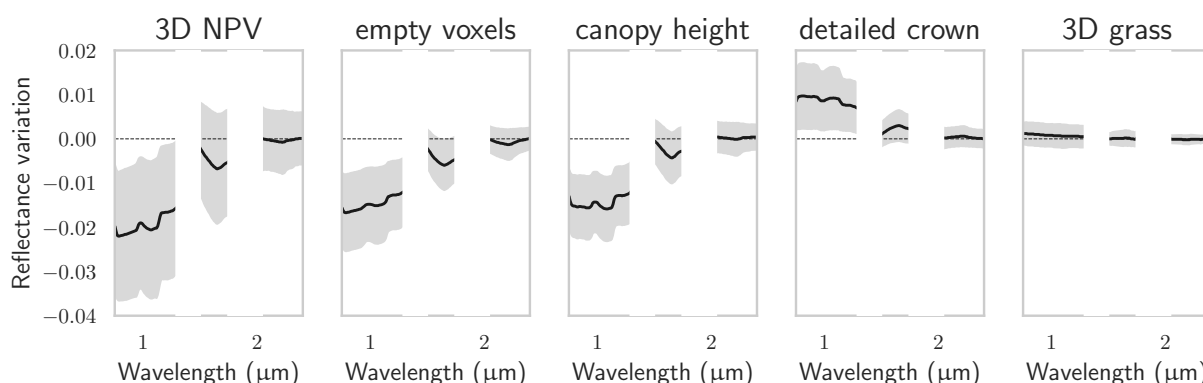 3D NPV empty voxels canopy height detailed crown 3D grass
0.02
0.01
0.00
−0.01
−0.02
−0.03
−0.04
Reflectance variation
1 2 1 2 1 2 1 2 1 2
Wavelength (μm) Wavelength (μm) Wavelength (μm) Wavelength (μm) Wavelength (μm)